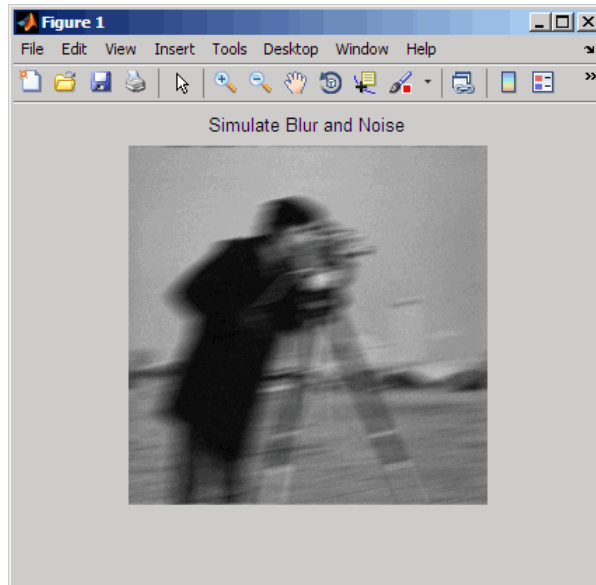 Figure 1
File Edit View Insert Tools Desktop Window Help
Simulate Blur and Noise